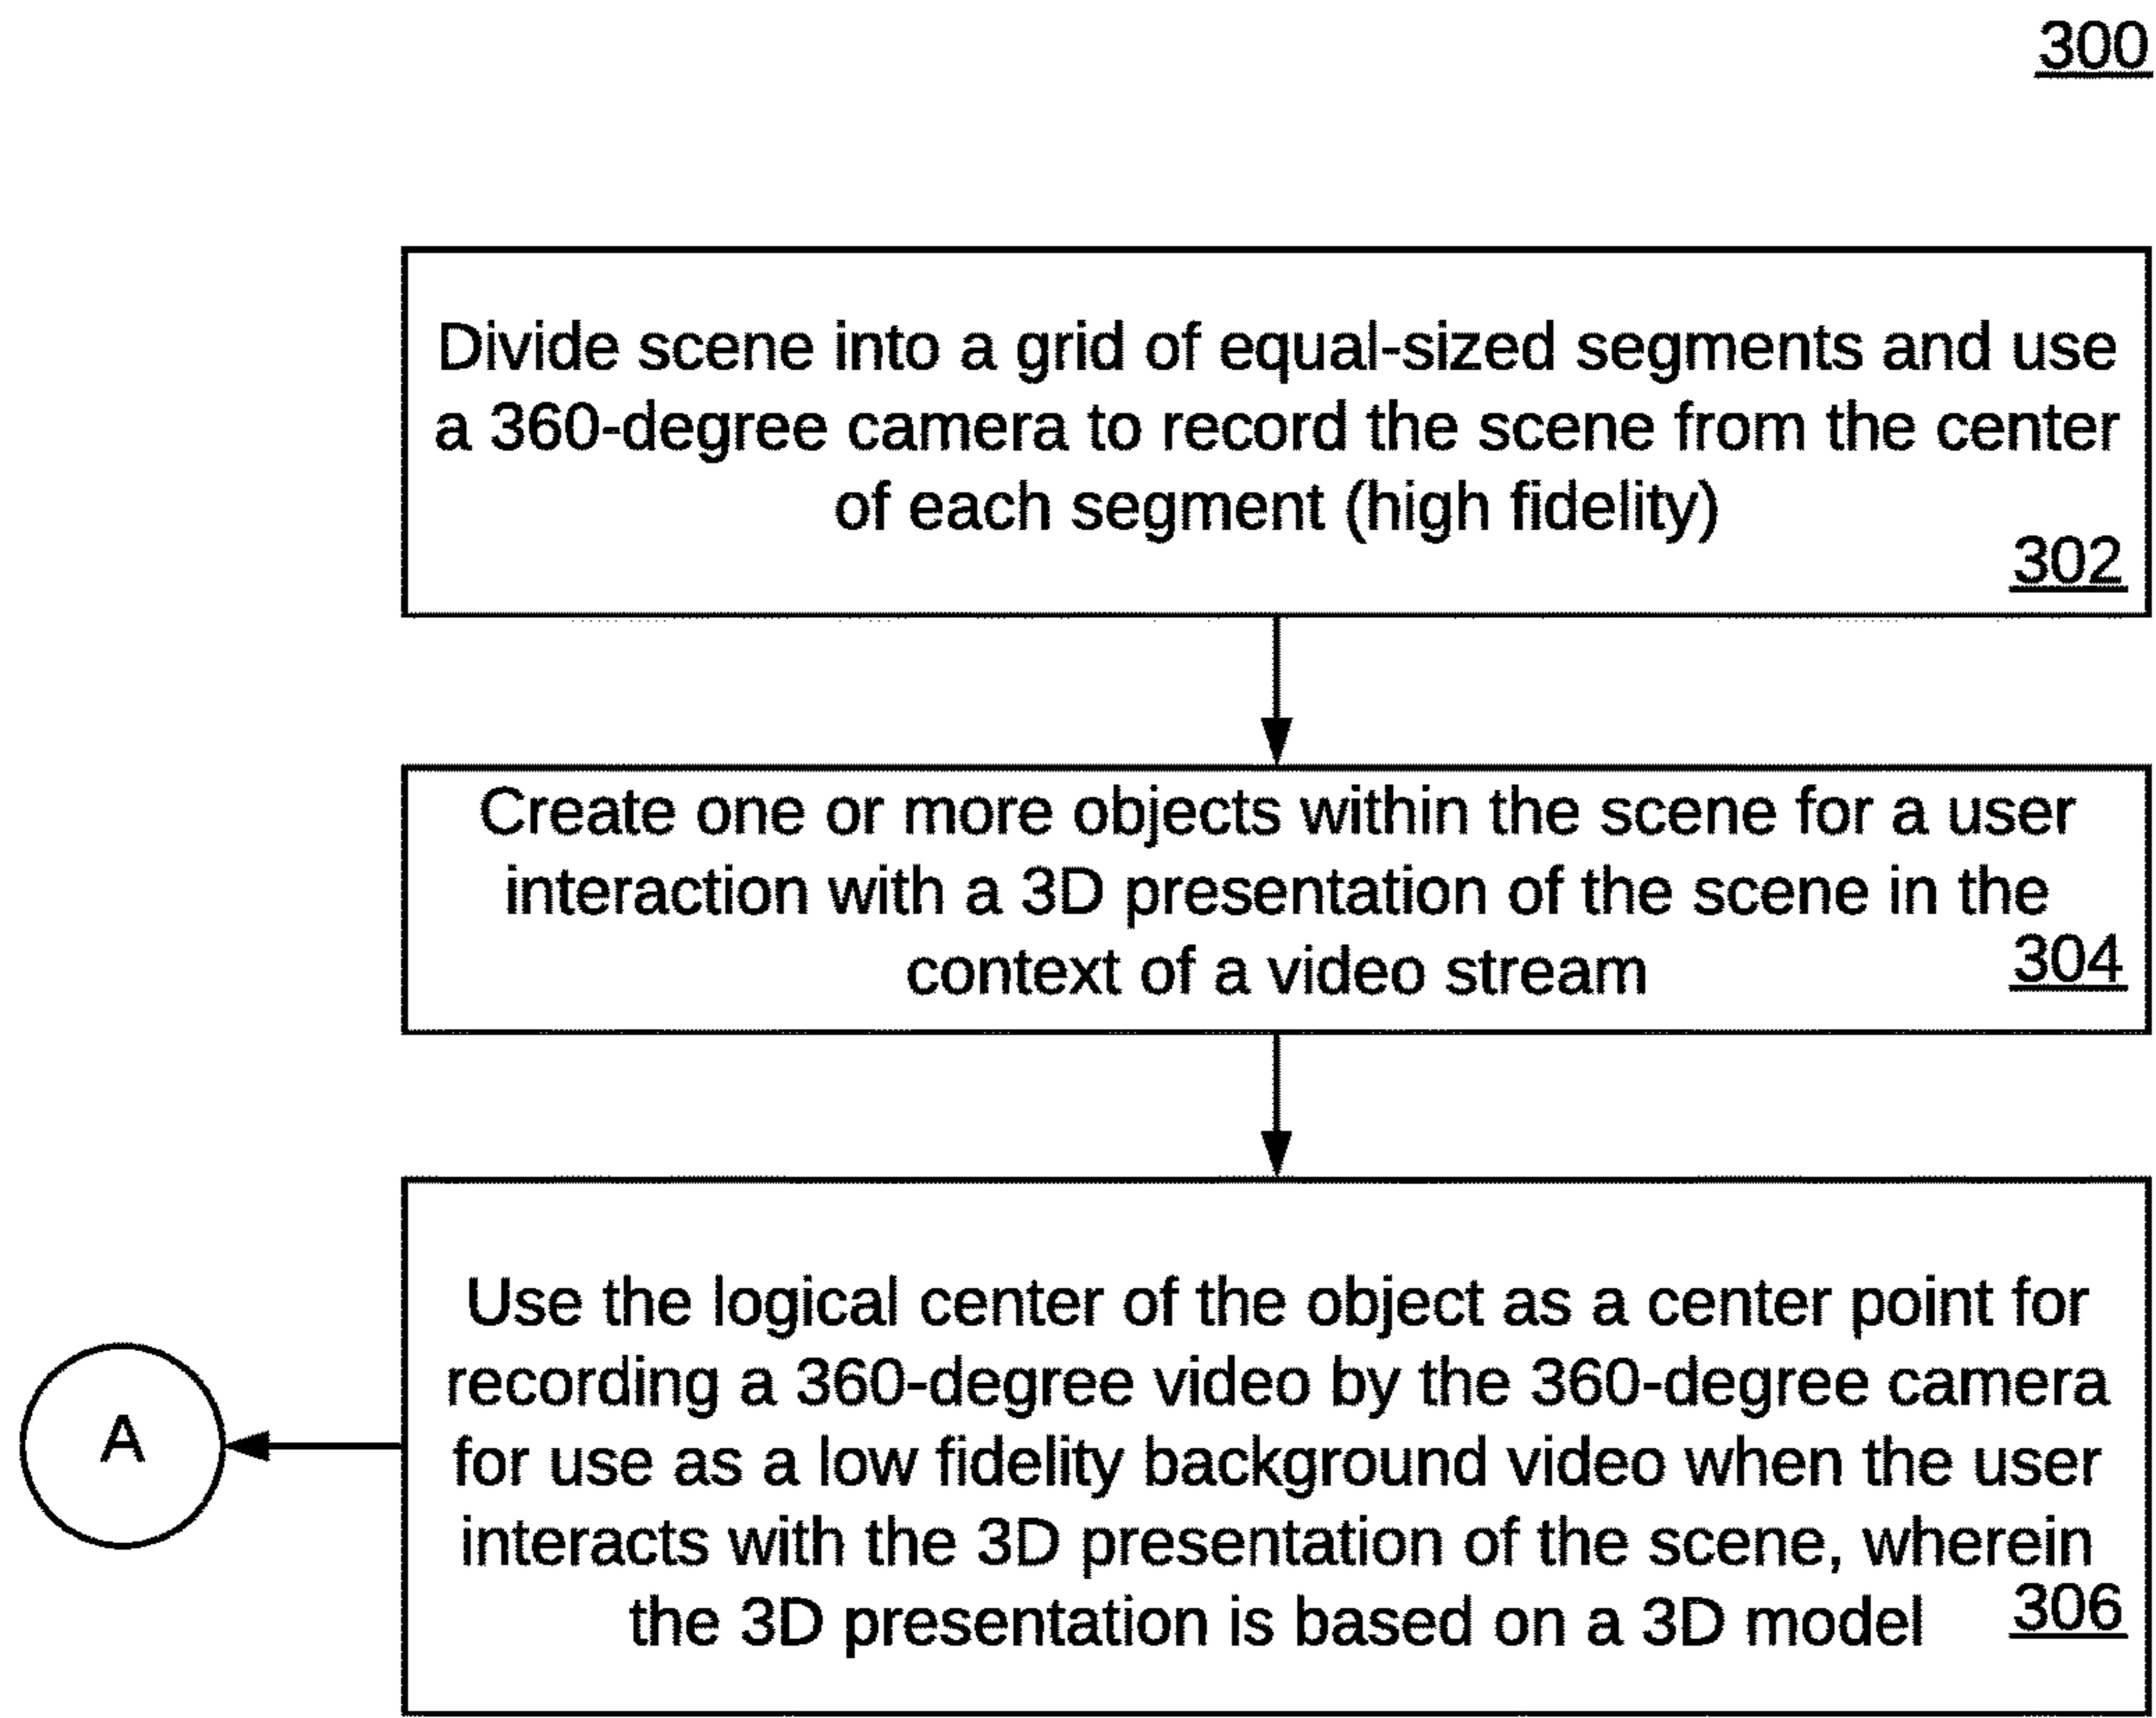 300
Divide scene into a grid of equal-sized segments and use
a 360-degree camera to record the scene from the center
of each segment (high fidelity)
302
Create one or more objects within the scene for a user
interaction with a 3D presentation of the scene in the
context of a video stream
304
Use the logical center of the object as a center point for
recording a 360-degree video by the 360-degree camera
for use as a low fidelity background video when the user
interacts with the 3D presentation of the scene, wherein
the 3D presentation is based on a 3D model
306
A